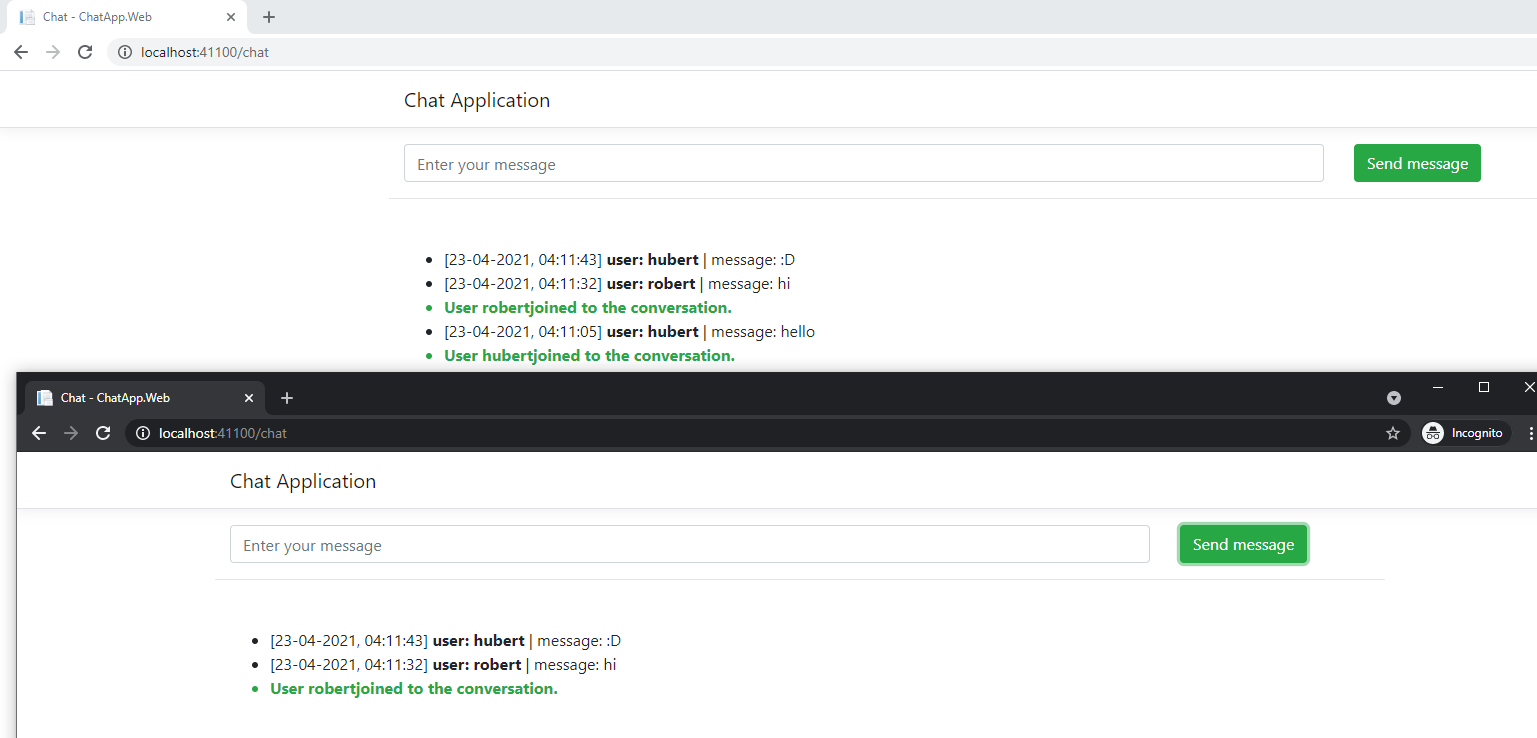 Chat - ChatApp.Web
localhost:41100/chat
Chat Application
Enter your message
Send message
[23-04-2021, 04:11:43] user: hubert | message: :D
[23-04-2021, 04:11:32] user: robert | message: hi
User robertjoined to the conversation.
[23-04-2021, 04:11:05] user: hubert | message: hello
User hubertjoined to the conversation.
Chat - ChatApp.Web
localhost:41100/chat
Incognito
Chat Application
Enter your message
Send message
[23-04-2021, 04:11:43] user: hubert | message: :D
[23-04-2021, 04:11:32] user: robert | message: hi
User robertjoined to the conversation.